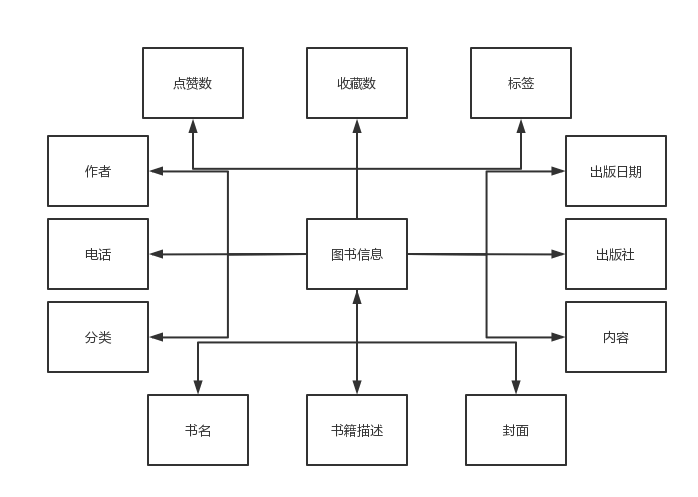 点赞数
收藏数
标签
作者
出版日期
电话
图书信息
出版社
分类
内容
书名
书籍描述
封面